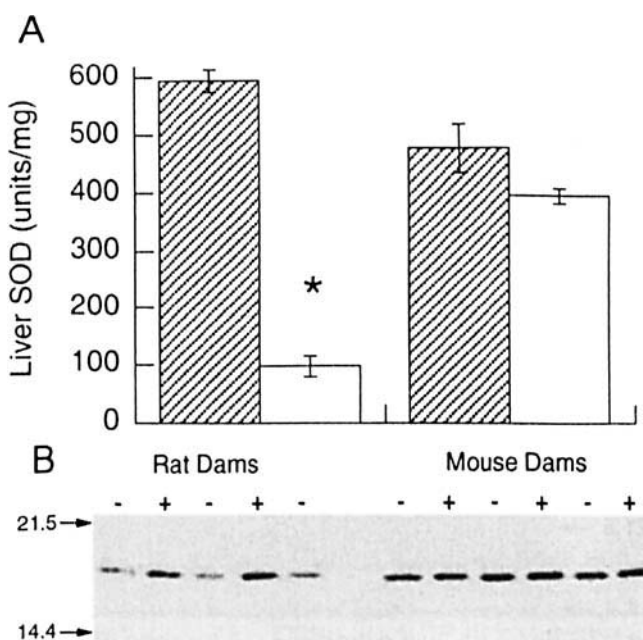 A
Liver SOD (units/mg)
600
500
400
300
200
100
0
*
B
Rat Dams Mouse Dams
- + - + - - + - + - +
21.5
14.4